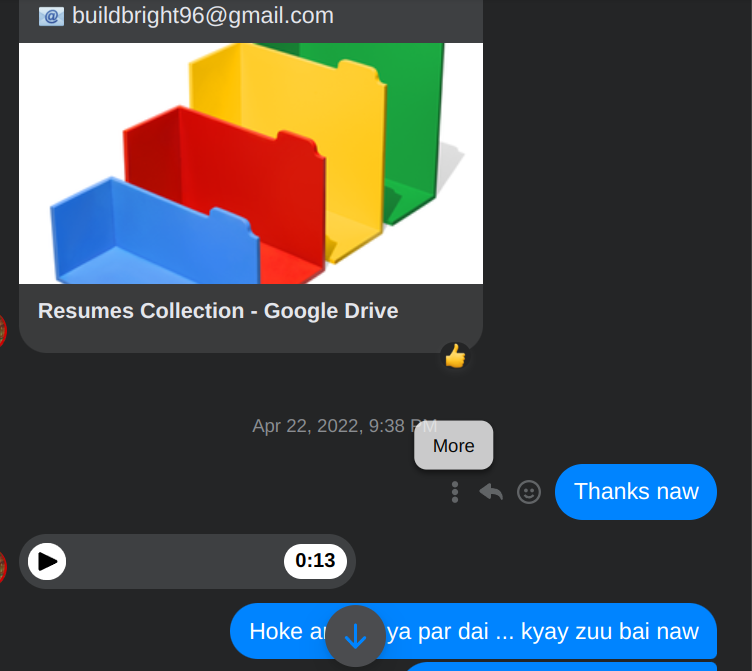 buildbright96@gmail.com
Resumes Collection - Google Drive
Apr 22, 2022, 9:38 PM
More
Thanks naw
0:13
Hoke ya par dai ... kyay zuu bai naw